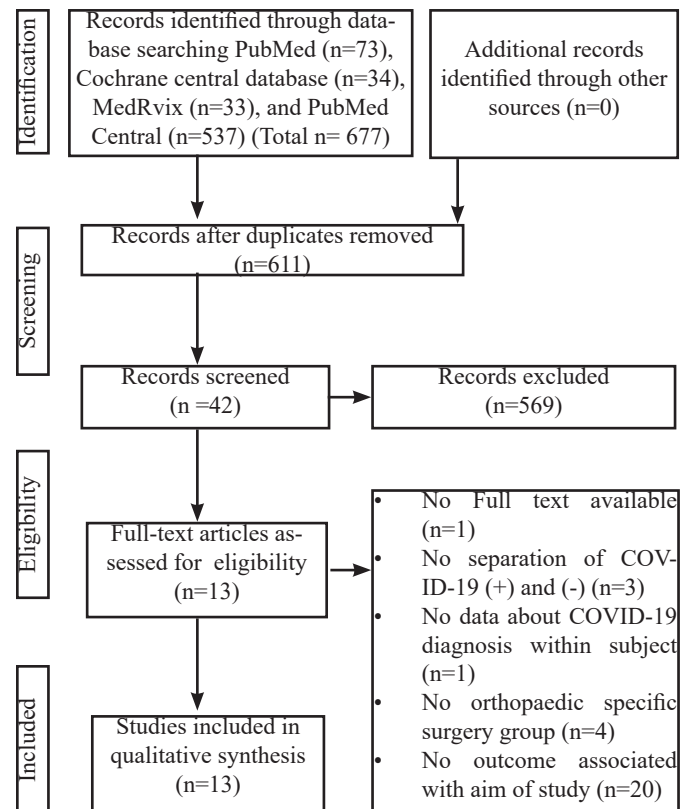 Identification
Records identified through data-
base searching PubMed (n=73),
Cochrane central database (n=34),
MedRvix (n=33), and PubMed
Central (n=537) (Total n= 677)
Additional records
identified through other
sources (n=0)
Screening
Records after duplicates removed
(n=611)
Records screened
(n =42)
Records excluded
(n=569)
Eligibility
Full-text articles as-
sessed for eligibility
(n=13)
• No Full text available
(n=1)
• No separation of COV-
ID-19 (+) and (-) (n=3)
• No data about COVID-19
diagnosis within subject
(n=1)
• No orthopaedic specific
surgery group (n=4)
• No outcome associated
with aim of study (n=20)
Included
Studies included in
qualitative synthesis
(n=13)